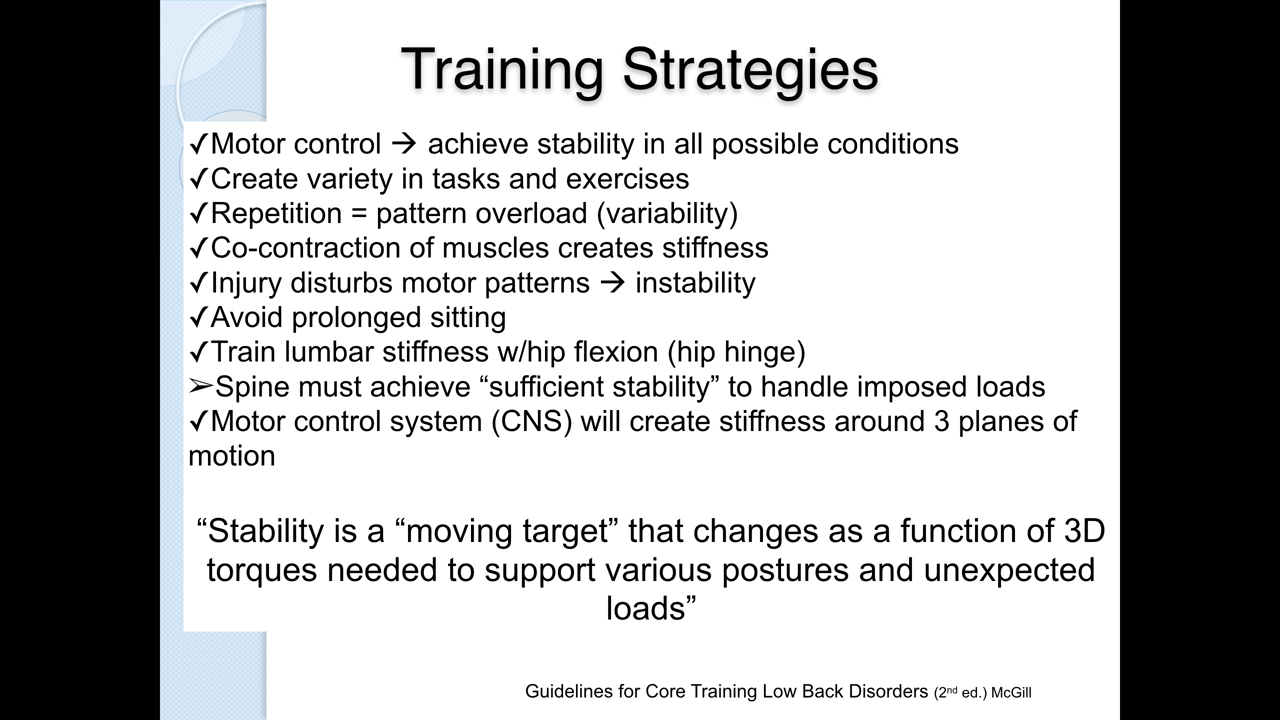 Training Strategies
✓Motor control → achieve stability in all possible conditions
✓Create variety in tasks and exercises
✓Repetition = pattern overload (variability)
✓Co-contraction of muscles creates stiffness
✓Injury disturbs motor patterns → instability
✓Avoid prolonged sitting
✓Train lumbar stiffness w/hip flexion (hip hinge)
➢Spine must achieve “sufficient stability” to handle imposed loads
✓Motor control system (CNS) will create stiffness around 3 planes of
motion
“Stability is a “moving target” that changes as a function of 3D
torques needed to support various postures and unexpected
loads”
Guidelines for Core Training Low Back Disorders (2nd ed.) McGill